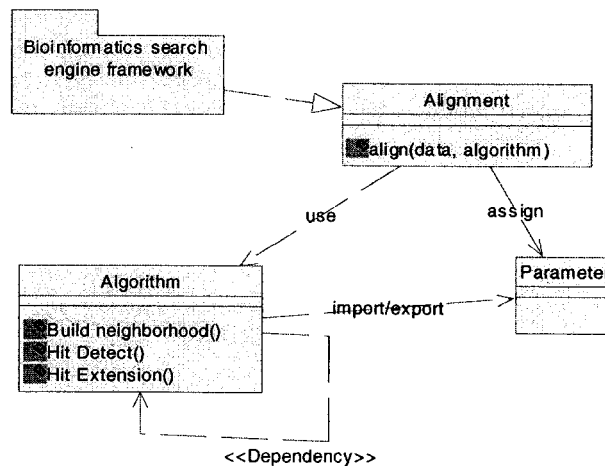 Bioinformatics search
engine framework
Alignment
align(data, algorithm)
use
assign
Algorithm
Parameter
Build neighborhood()
import/export
Hit Detect()
Hit Extension()
<<Dependency>>